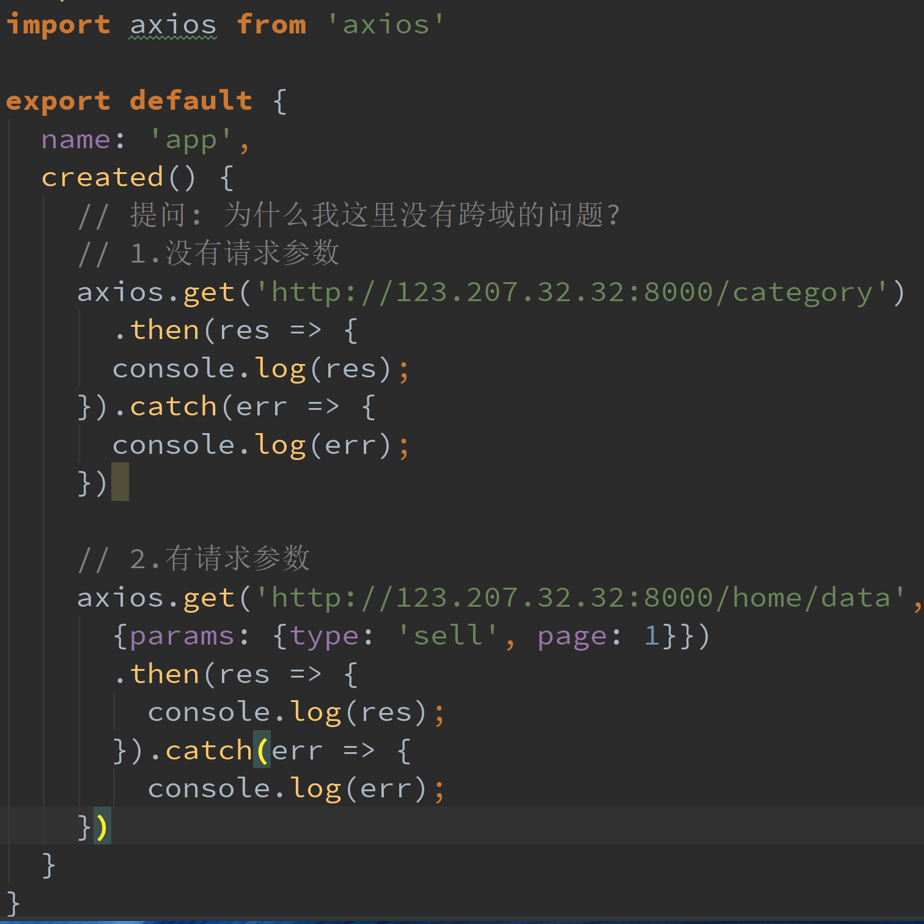 import axios from 'axios'
export default {
name: 'app',
created() {
// 提问: 为什么我这里没有跨域的问题?
// 1.没有请求参数
axios.get('http://123.207.32.32:8000/category')
.then(res => {
console.log(res);
}).catch(err => {
console.log(err);
})
// 2.有请求参数
axios.get('http://123.207.32.32:8000/home/data',
{params: {type: 'sell', page: 1}})
.then(res => {
console.log(res);
}).catch(err => {
console.log(err);
})
}
}